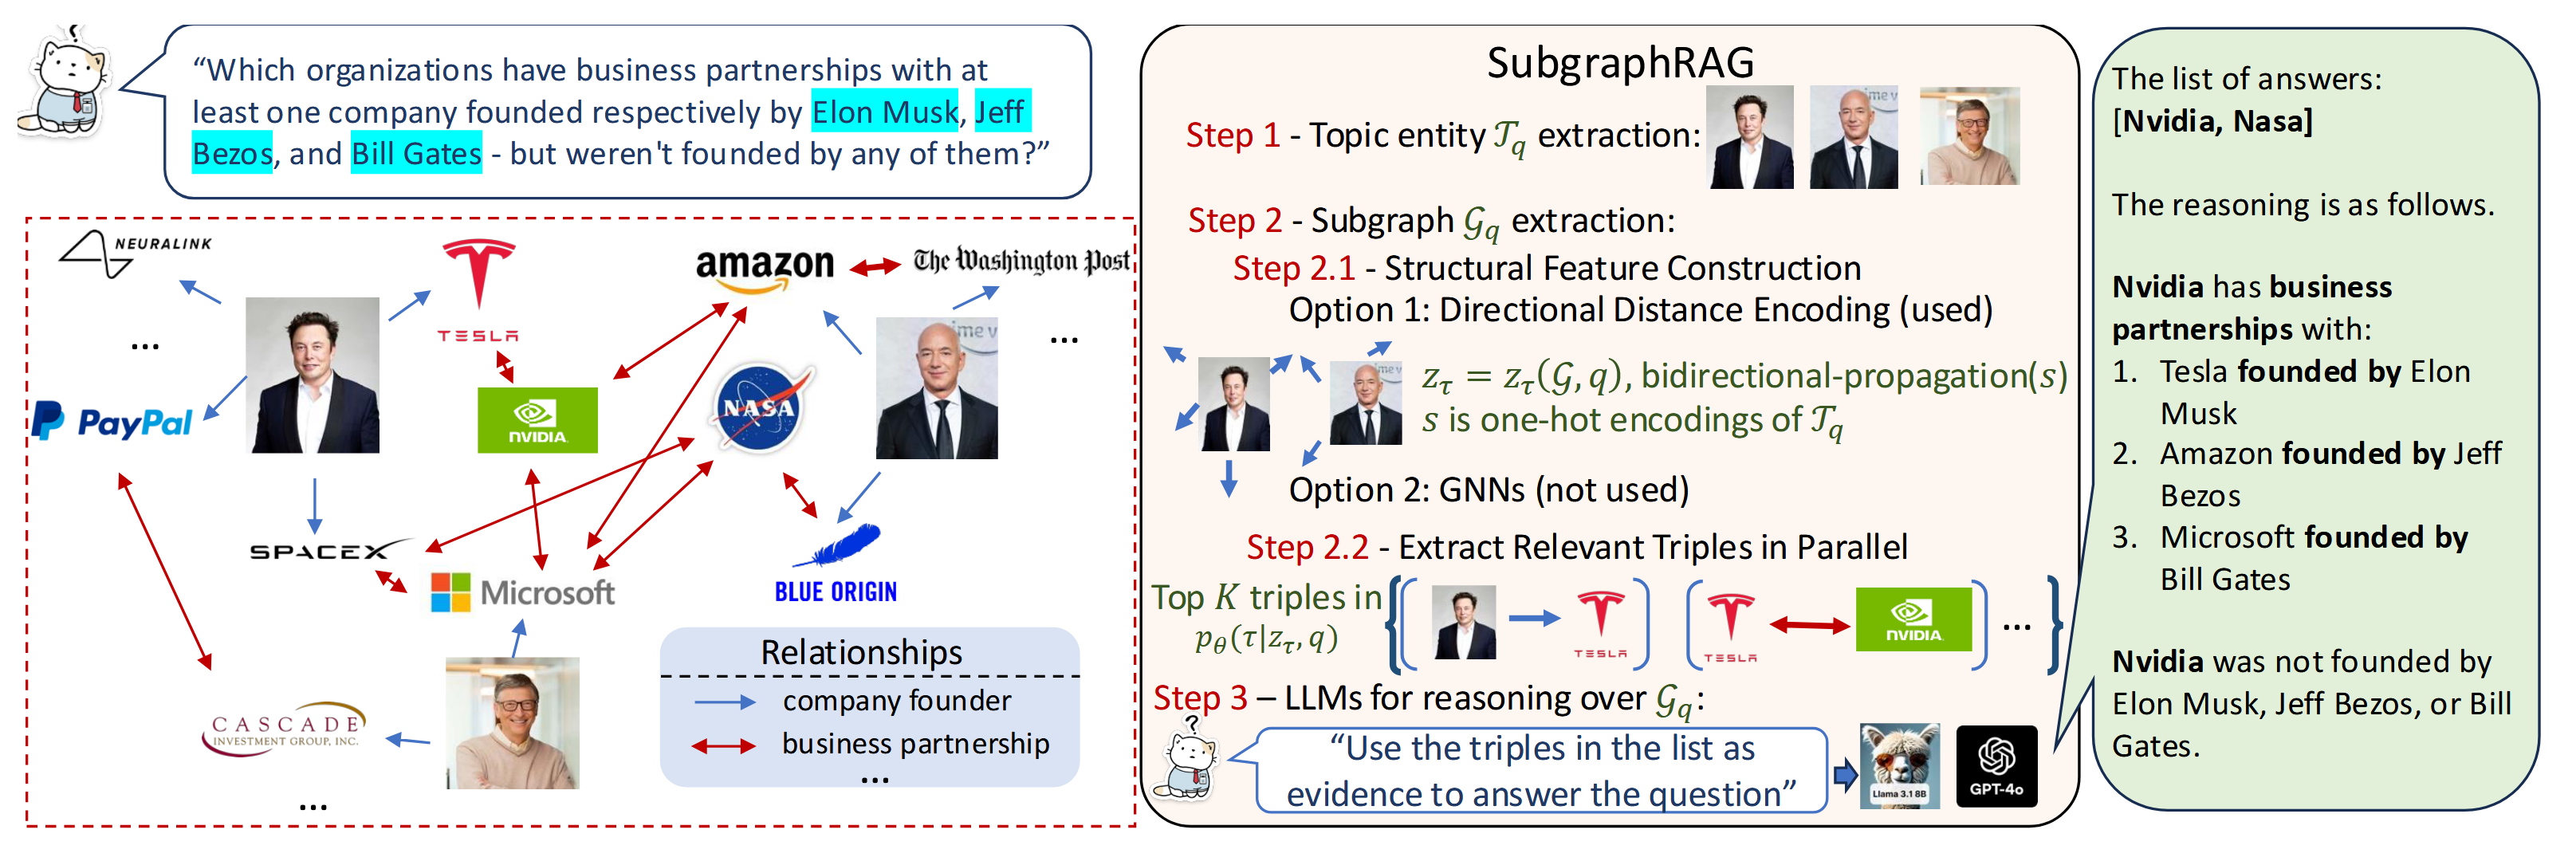 “Which organizations have business partnerships with at
least one company founded respectively by Elon Musk, Jeff
Bezos, and Bill Gates - but weren't founded by any of them?”
NEURALINK
TESLA
amazon
The Washington Post
...
...
PayPal
NVIDIA
NASA
SPACEX
Microsoft
BLUE ORIGIN
CASCADE
INVESTMENT GROUP, INC.
...
Relationships
company founder
business partnership
...
SubgraphRAG
Step 1 - Topic entity 𝒯q extraction:
Step 2 - Subgraph 𝒢q extraction:
Step 2.1 - Structural Feature Construction
Option 1: Directional Distance Encoding (used)
zτ = zτ(𝒢, q), bidirectional-propagation(s)
s is one-hot encodings of 𝒯q
Option 2: GNNs (not used)
Step 2.2 - Extract Relevant Triples in Parallel
Top K triples in
pθ(τ|zτ, q)
TESLA
TESLA
NVIDIA
...
Step 3 – LLMs for reasoning over 𝒢q:
?
“Use the triples in the list as
evidence to answer the question”
Llama 3.1 8B
GPT-4o
The list of answers:
[Nvidia, Nasa]
The reasoning is as follows.
Nvidia has business
partnerships with:
1. Tesla founded by Elon
Musk
2. Amazon founded by Jeff
Bezos
3. Microsoft founded by
Bill Gates
Nvidia was not founded by
Elon Musk, Jeff Bezos, or Bill
Gates.